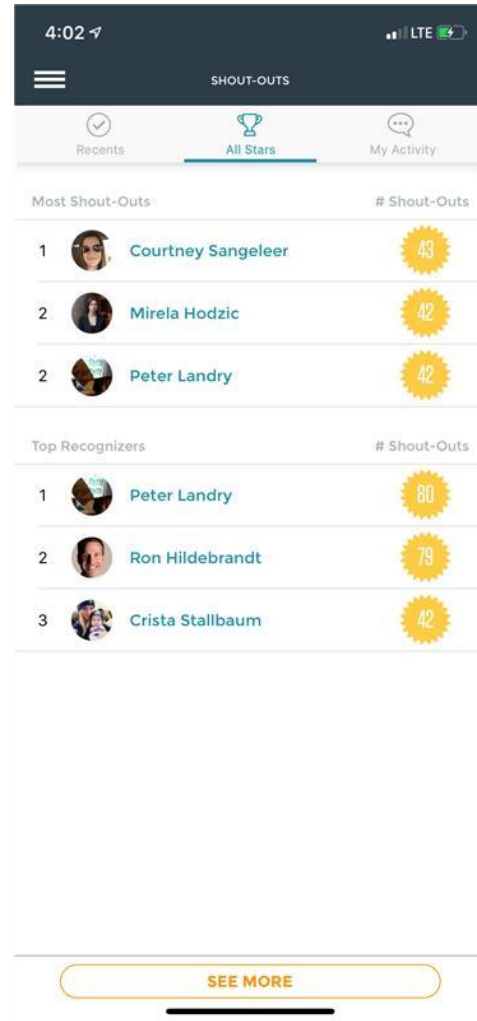 4:02 LTE
SHOUT-OUTS
Recents All Stars My Activity
Most Shout-Outs # Shout-Outs
1 Courtney Sangeleer 43
2 Mirela Hodzic 42
2 Peter Landry 42
Top Recognizers # Shout-Outs
1 Peter Landry 80
2 Ron Hildebrandt 79
3 Crista Stallbaum 42
SEE MORE